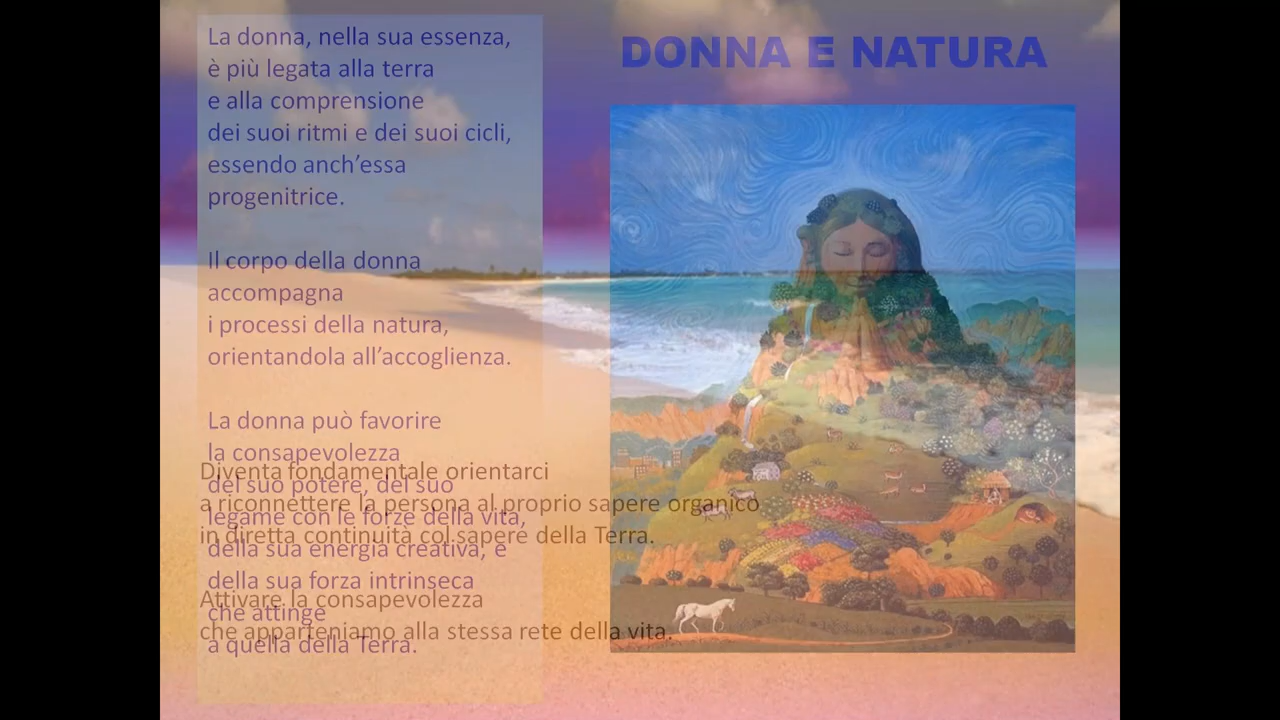 La donna, nella sua essenza,
è più legata alla terra
e alla comprensione
dei suoi ritmi e dei suoi cicli,
essendo anch’essa
progenitrice.
Il corpo della donna
accompagna
i processi della natura,
orientandola all’accoglienza.
La donna può favorire
la consapevolezza
del suo potere, del suo
legame con le forze della vita,
della sua energia creativa, e
della sua forza intrinseca
che attinge
a quella della Terra.
DONNA E NATURA
Diventa fondamentale orientarci
a riconnettere la persona al proprio sapere organico
in diretta continuità col sapere della Terra.
Attivare la consapevolezza
che apparteniamo alla stessa rete della vita.